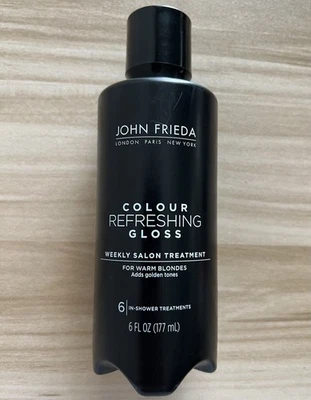 JOHN FRIEDA
LONDON PARIS NEW YORK
COLOUR
REFRESHING
GLOSS
WEEKLY SALON TREATMENT
FOR WARM BLONDES
Adds golden tones
6 IN-SHOWER TREATMENTS
6 FL OZ (177 mL)